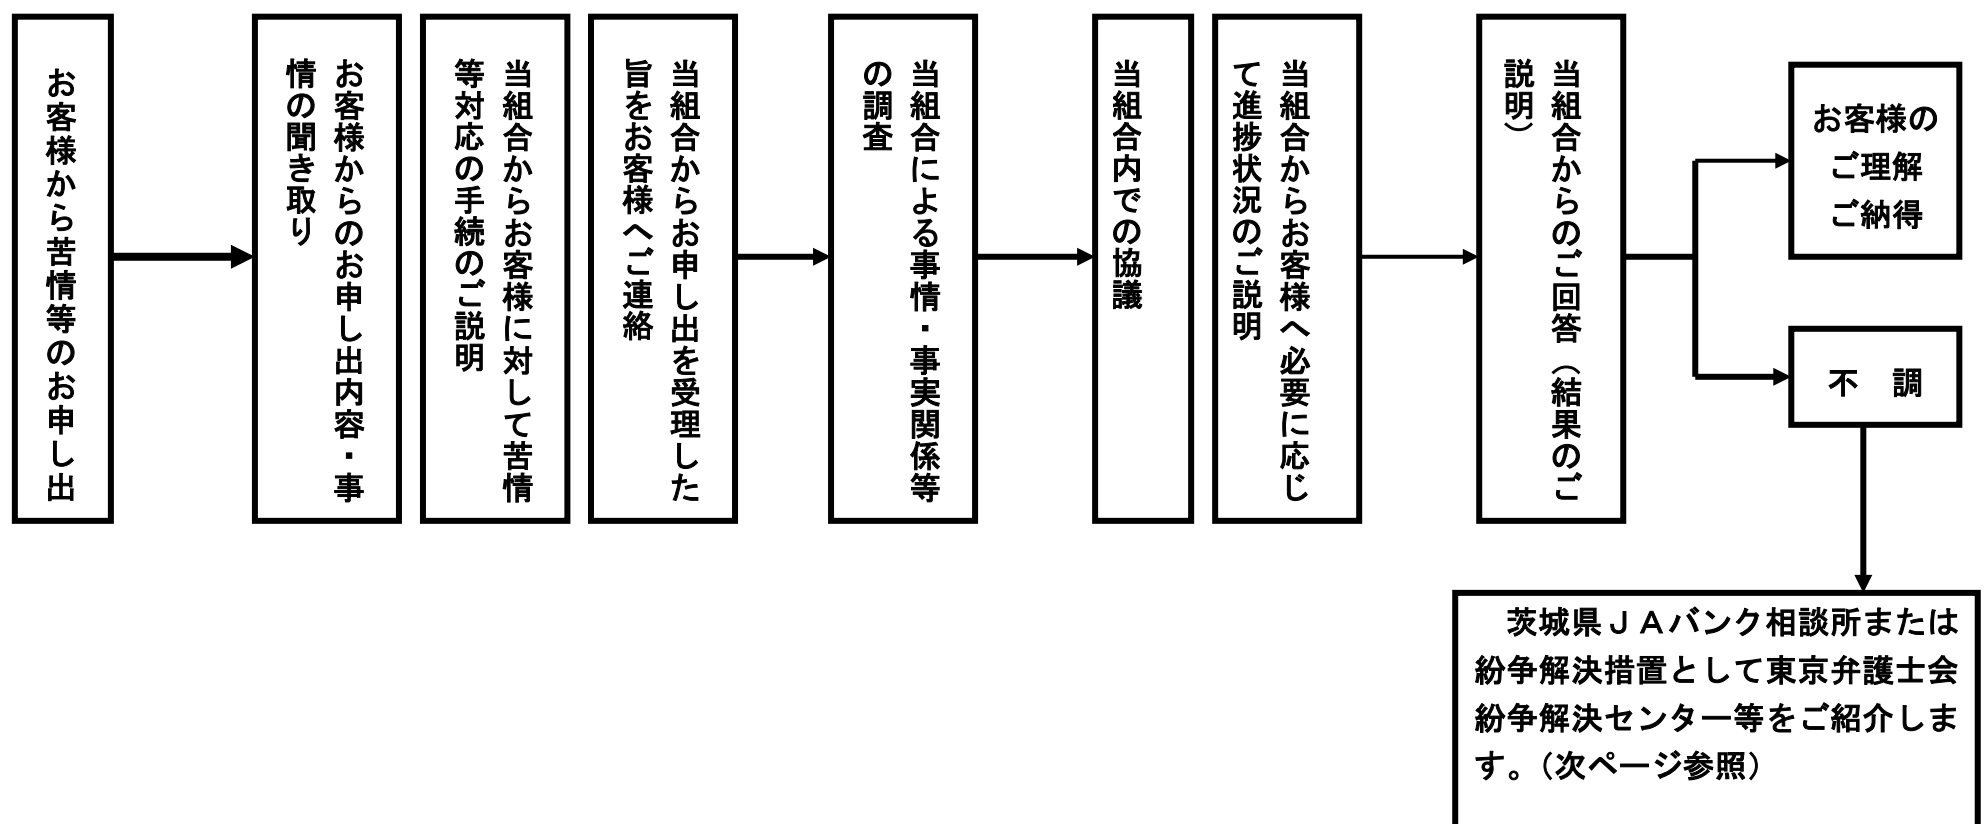 お客様から苦情等のお申し出
お客様からのお申し出内容・事
情の聞き取り
当組合からお客様に対して苦情
等対応の手続のご説明
当組合からお申し出を受理した
旨をお客様へご連絡
当組合による事情・事実関係等
の調査
当組合内での協議
当組合からお客様へ必要に応じ
て進捗状況のご説明
当組合からのご回答（結果のご
説明）
お客様の
ご理解
ご納得
不　調
茨城県ＪＡバンク相談所または
紛争解決措置として東京弁護士会
紛争解決センター等をご紹介しま
す。（次ページ参照）